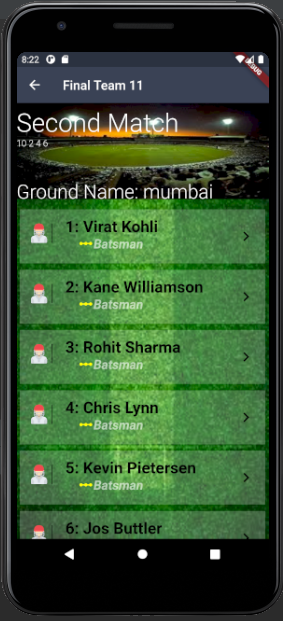 8:22
DEBUG
Final Team 11
Second Match
10 2 4 6
Ground Name: mumbai
1: Virat Kohli
Batsman
2: Kane Williamson
Batsman
3: Rohit Sharma
Batsman
4: Chris Lynn
Batsman
5: Kevin Pietersen
Batsman
6: Jos Buttler